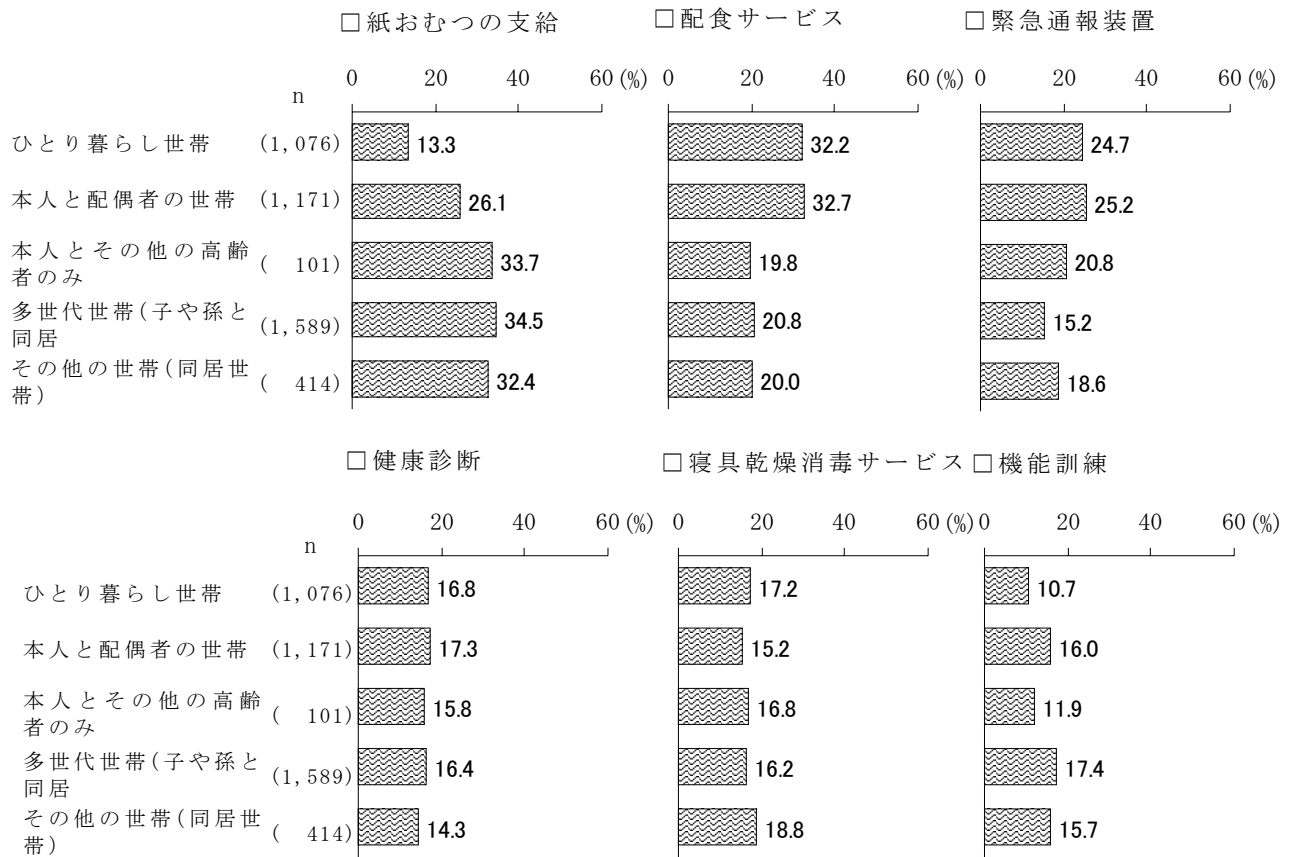 □紙おむつの支給 □配食サービス □緊急通報装置
0 20 40 60 (%) 0 20 40 60 (%) 0 20 40 60 (%)
n
ひとり暮らし世帯 (1,076) 13.3 32.2 24.7
本人と配偶者の世帯 (1,171) 26.1 32.7 25.2
本人とその他の高齢
者のみ ( 101) 33.7 19.8 20.8
多世代世帯(子や孫と
同居 (1,589) 34.5 20.8 15.2
その他の世帯(同居世
帯) ( 414) 32.4 20.0 18.6
□健康診断 □寝具乾燥消毒サービス □機能訓練
0 20 40 60 (%) 0 20 40 60 (%) 0 20 40 60 (%)
n
ひとり暮らし世帯 (1,076) 16.8 17.2 10.7
本人と配偶者の世帯 (1,171) 17.3 15.2 16.0
本人とその他の高齢
者のみ ( 101) 15.8 16.8 11.9
多世代世帯(子や孫と
同居 (1,589) 16.4 16.2 17.4
その他の世帯(同居世
帯) ( 414) 14.3 18.8 15.7